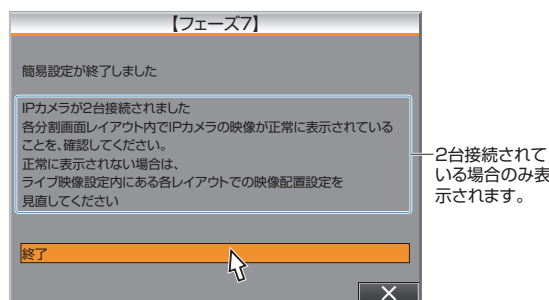 【フェーズ7】
簡易設定が終了しました
IPカメラが2台接続されました
各分割画面レイアウト内でIPカメラの映像が正常に表示されている
ことを、確認してください。
正常に表示されない場合は、
ライブ映像設定内にある各レイアウトでの映像配置設定を
見直してください
終了
2台接続されて
いる場合のみ表
示されます。